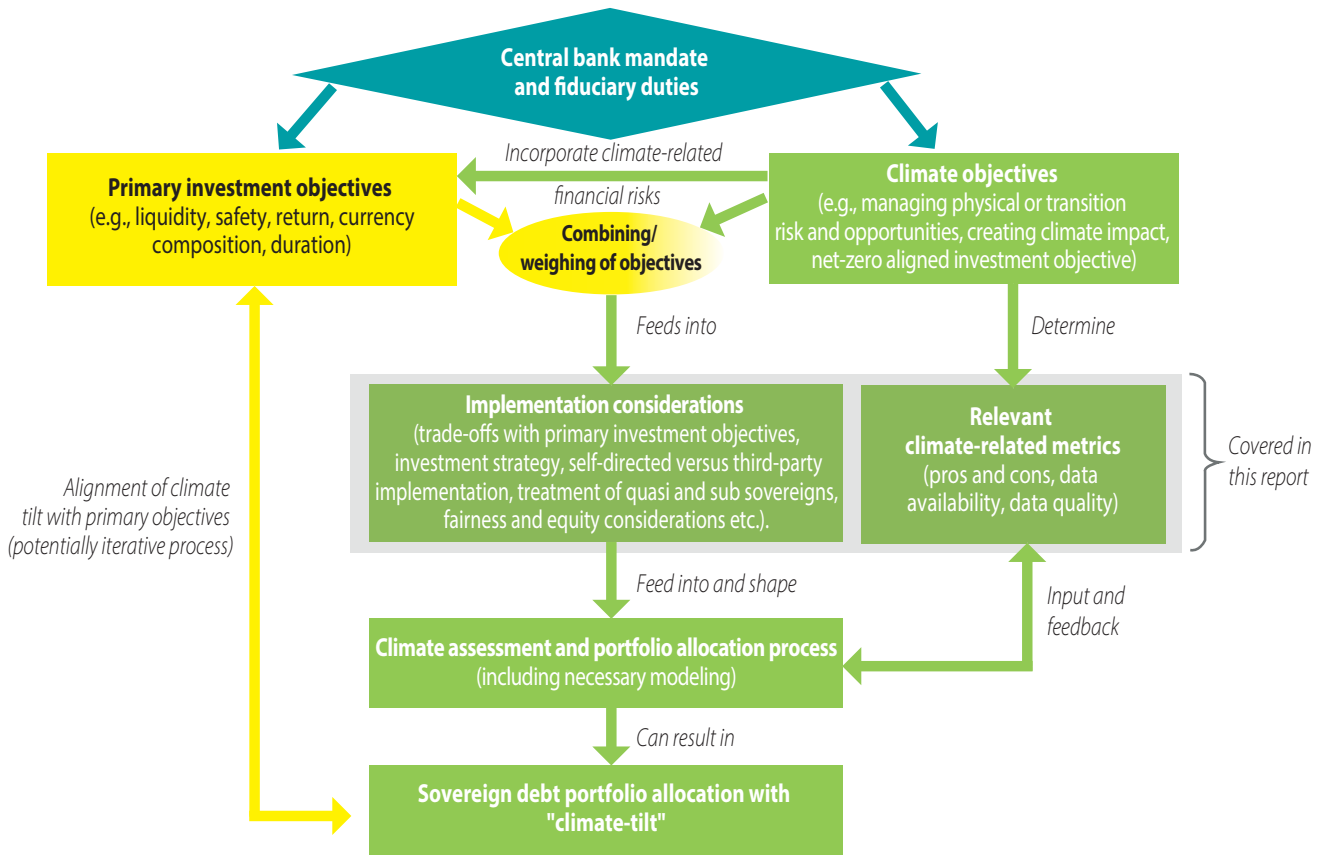 Central bank mandate
and fiduciary duties
Incorporate climate-related
financial risks
Primary investment objectives
(e.g., liquidity, safety, return, currency
composition, duration)
Climate objectives
(e.g., managing physical or transition
risk and opportunities, creating climate impact,
net-zero aligned investment objective)
Combining/
weighing of objectives
Feeds into
Determine
Implementation considerations
(trade-offs with primary investment objectives,
investment strategy, self-directed versus third-party
implementation, treatment of quasi and sub sovereigns,
fairness and equity considerations etc.).
Relevant
climate-related metrics
(pros and cons, data
availability, data quality)
Covered in
this report
Alignment of climate
tilt with primary objectives
(potentially iterative process)
Feed into and shape
Input and
feedback
Climate assessment and portfolio allocation process
(including necessary modeling)
Can result in
Sovereign debt portfolio allocation with
"climate-tilt"